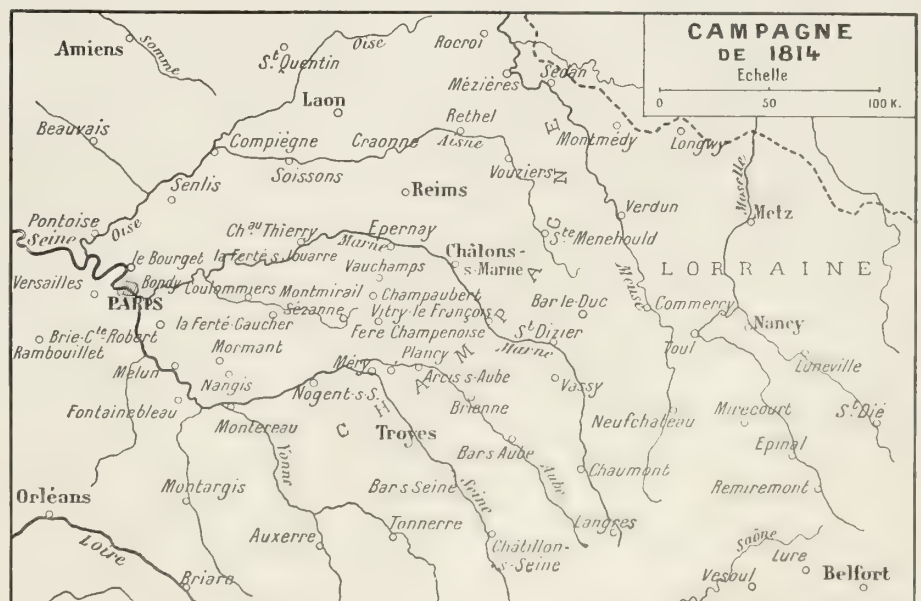 CAMPAGNE
DE 1814
Echelle
0 50 100 K.
Amiens
Somme
St Quentin
Oise
Rocroi
Mézières
Sedan
Laon
Beauvais
Compiègne
Craonne
Rethel
Aisne
Montmédy
Longwy
Soissons
Vouziers
Senlis
Reims
Moselle
Verdun
Metz
Pontoise
Seine
Oise
Chau Thierry
Epernay
Marne
Ste Menehould
Châlons-
s-Marne
le Bourget
la Ferté s. Jouarre
Vauchamps
LORRAINE
Meuse
Versailles
Bondy
PARIS
Coulommiers
Montmirail
Champaubert
Bar le Duc
Commercy
Sézanne
Vitry-le François
Brie-Cte Robert
la Ferté-Gaucher
Fère Champenoise
St Dizier
Nancy
Rambouillet
Mormant
Marne
Toul
Melun
Nangis
Méry
Plancy
Luneville
Nogent-s-S.
Arcis s-Aube
Vassy
Fontainebleau
Brienne
Neufchateau
Mirecourt
St Dié
Montereau
CHAMPAGNE
Troyes
Bar s Aube
Epinal
Yonne
Chaumont
Orléans
Montargis
Bar s Seine
Seine
Aube
Remiremont
Auxerre
Tonnerre
Langres
Loire
Châtillon-
s-Seine
Saône
Lure
Briare
Vesoul
Belfort